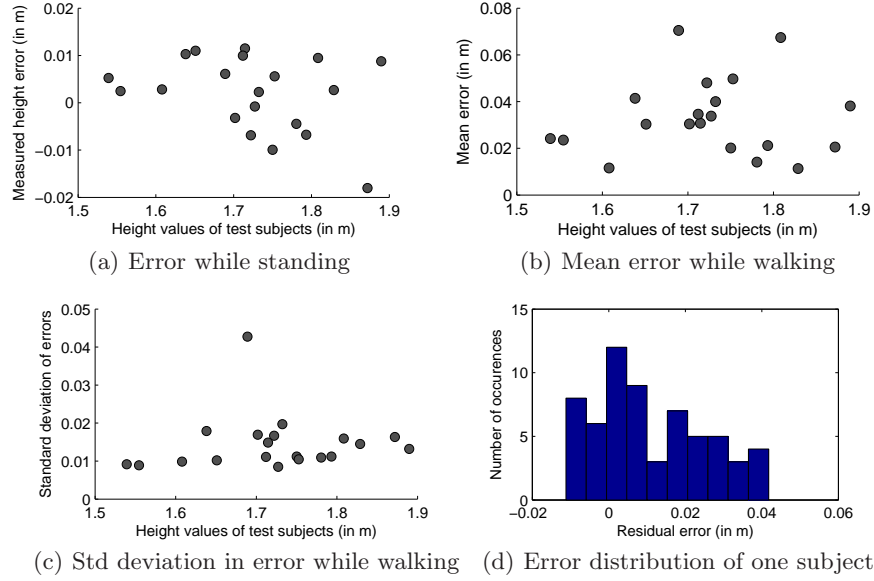 0.02
0.01
0
−0.01
−0.02
1.5 1.6 1.7 1.8 1.9
Measured height error (in m)
Height values of test subjects (in m)
(a) Error while standing
0.08
0.06
0.04
0.02
0
1.5 1.6 1.7 1.8 1.9
Mean error (in m)
Height values of test subjects (in m)
(b) Mean error while walking
0.05
0.04
0.03
0.02
0.01
0
1.5 1.6 1.7 1.8 1.9
Standard deviation of errors
Height values of test subjects (in m)
(c) Std deviation in error while walking
15
10
5
0
−0.02 0 0.02 0.04 0.06
Number of occurences
Residual error (in m)
(d) Error distribution of one subject